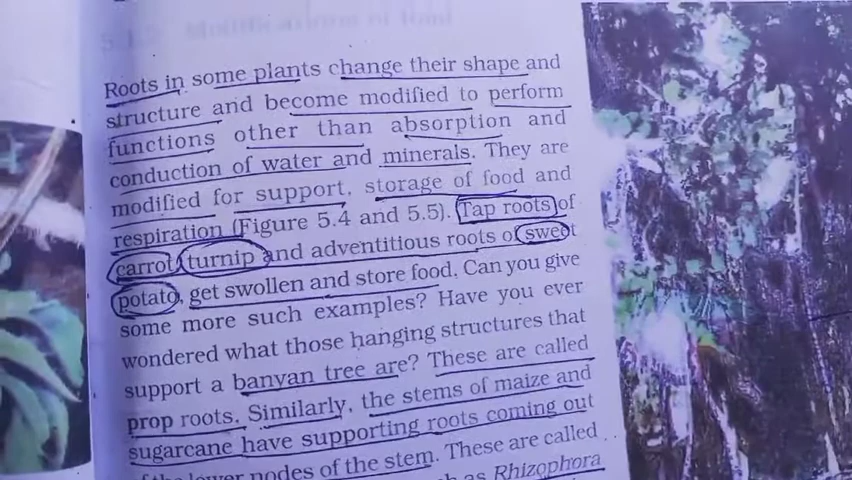 Roots in some plants change their shape and
structure and become modified to perform
functions other than absorption and
conduction of water and minerals. They are
modified for support, storage of food and
respiration (Figure 5.4 and 5.5). Tap roots of
carrot, turnip and adventitious roots of sweet
potato, get swollen and store food. Can you give
some more such examples? Have you ever
wondered what those hanging structures that
support a banyan tree are? These are called
prop roots. Similarly, the stems of maize and
sugarcane have supporting roots coming out
of the lower nodes of the stem. These are called
as Rhizophora